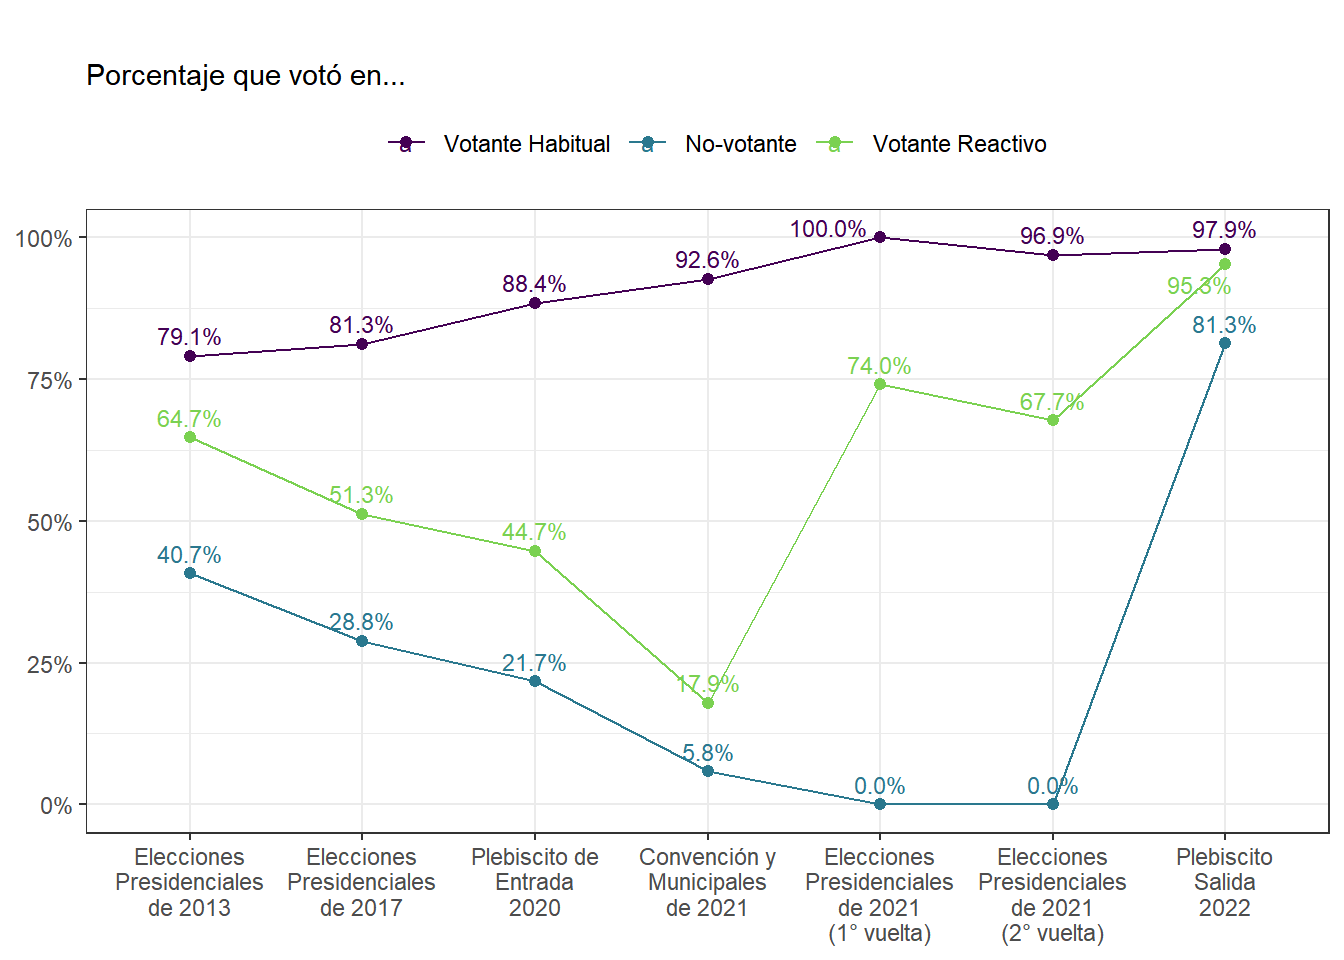 Porcentaje que votó en...
a Votante Habitual a No-votante a Votante Reactivo
100%
75%
50%
25%
0%
79.1%
81.3%
88.4%
92.6%
100.0%
96.9%
97.9%
64.7%
51.3%
44.7%
17.9%
74.0%
67.7%
95.3%
40.7%
28.8%
21.7%
5.8%
0.0%
0.0%
81.3%
Elecciones
Presidenciales
de 2013
Elecciones
Presidenciales
de 2017
Plebiscito de
Entrada
2020
Convención y
Municipales
de 2021
Elecciones
Presidenciales
de 2021
(1° vuelta)
Elecciones
Presidenciales
de 2021
(2° vuelta)
Plebiscito
Salida
2022